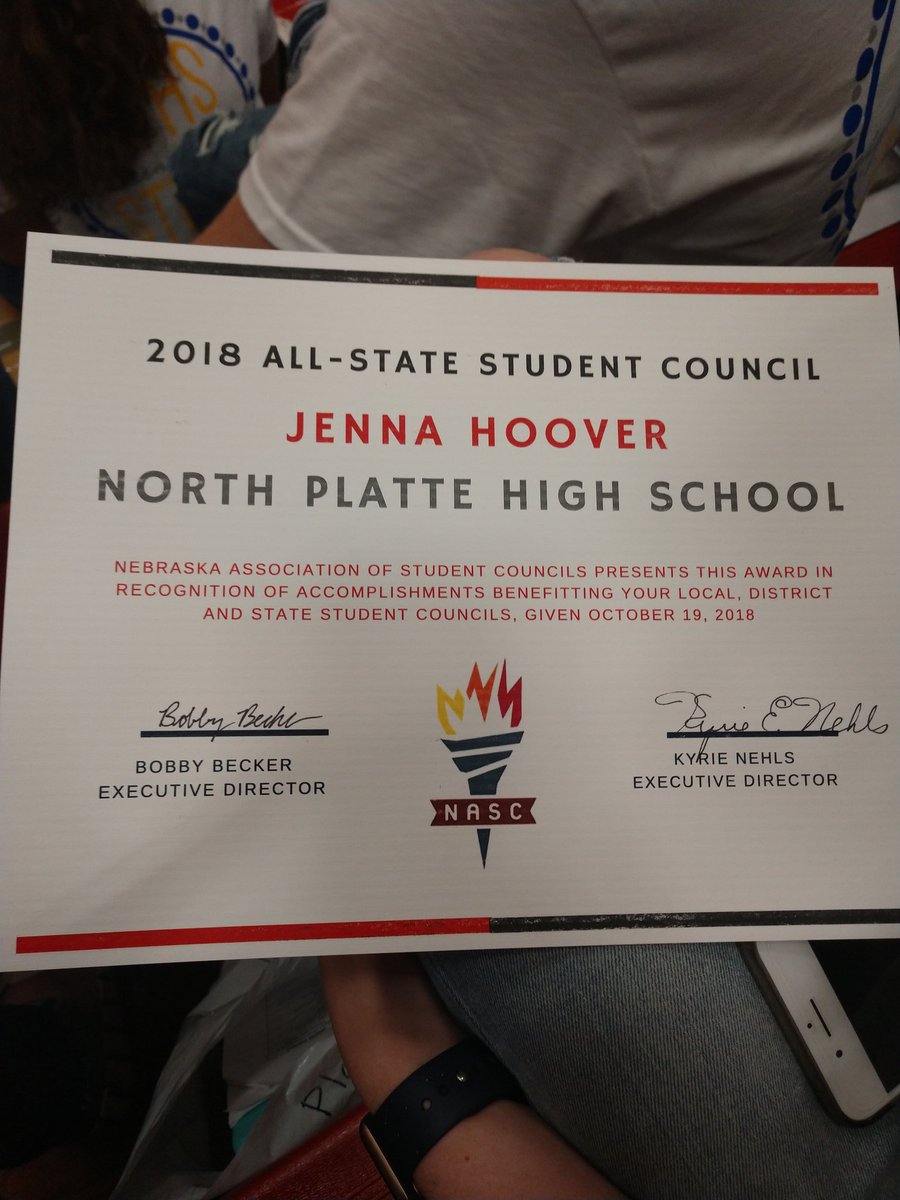 2018 ALL-STATE STUDENT COUNCIL
JENNA HOOVER
NORTH PLATTE HIGH SCHOOL
NEBRASKA ASSOCIATION OF STUDENT COUNCILS PRESENTS THIS AWARD IN
RECOGNITION OF ACCOMPLISHMENTS BENEFITTING YOUR LOCAL, DISTRICT
AND STATE STUDENT COUNCILS, GIVEN OCTOBER 19, 2018
Bobby Becker
BOBBY BECKER
EXECUTIVE DIRECTOR
Kyrie E. Nehls
KYRIE NEHLS
EXECUTIVE DIRECTOR
NASC